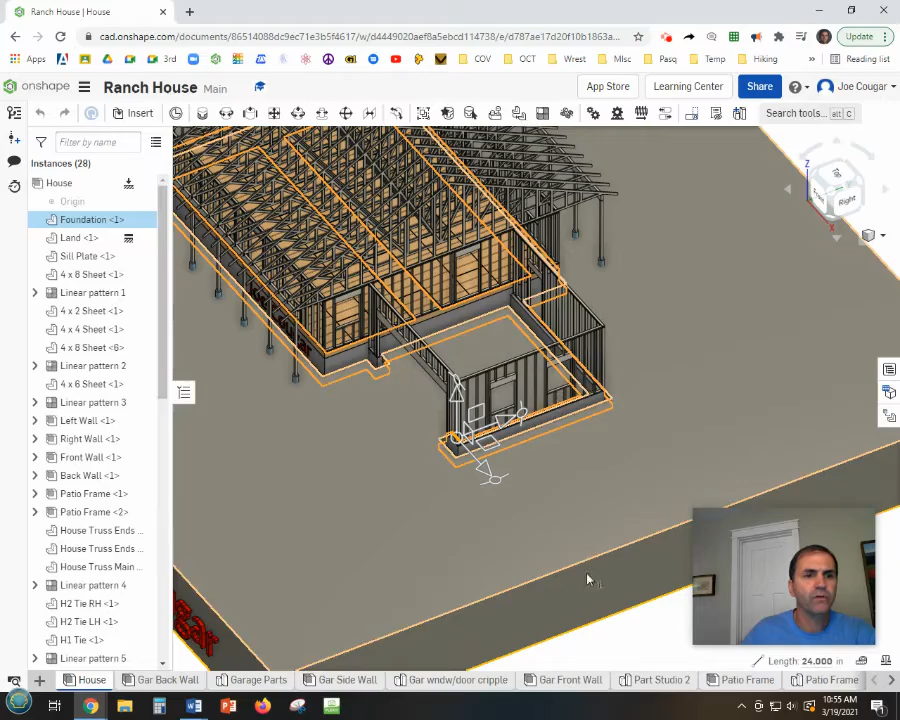 Ranch House | House
cad.onshape.com/documents/86514088dc9ec71e3b5f4617/w/d4449020aef8a5ebcd114738/e/d787ae17d20f10b1863a...
Update
Apps
3rd
COV
OCT
Wrest
MIsc
Pasq
Temp
Hiking
Reading list
onshape
Ranch House Main
App Store
Learning Center
Share
Joe Cougar
Insert
Search tools...
alt C
Filter by name
Instances (28)
House
Origin
Foundation <1>
Land <1>
Sill Plate <1>
4 x 8 Sheet <1>
Linear pattern 1
4 x 2 Sheet <1>
4 x 4 Sheet <1>
4 x 8 Sheet <6>
Linear pattern 2
4 x 6 Sheet <1>
Linear pattern 3
Left Wall <1>
Right Wall <1>
Front Wall <1>
Back Wall <1>
Patio Frame <1>
Patio Frame <2>
House Truss Ends ...
House Truss Ends ...
House Truss Main ...
Linear pattern 4
H2 Tie RH <1>
H2 Tie LH <1>
H1 Tie <1>
Linear pattern 5
Z
X
Front
Right
Length: 24.000 in
House
Gar Back Wall
Garage Parts
Gar Side Wall
Gar wndw/door cripple
Gar Front Wall
Part Studio 2
Patio Frame
Patio Frame
10:55 AM
3/19/2021